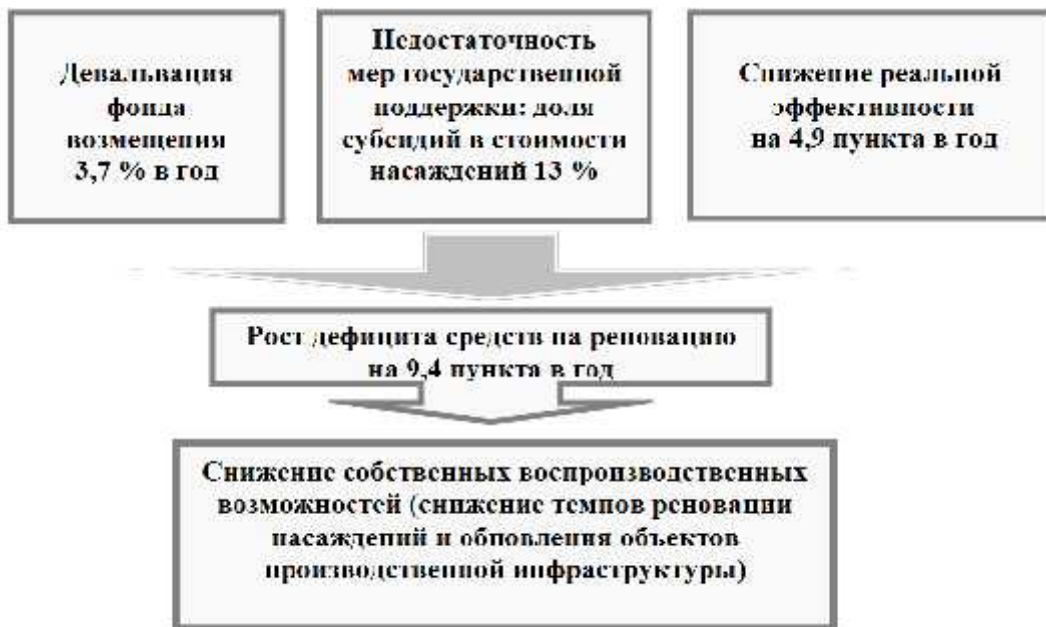 Девальвация
фонда
возмещения
3,7 % в год
Недостаточность
мер государственной
поддержки: доля
субсидий в стоимости
насаждений 13 %
Снижение реальной
эффективности
на 4,9 пункта в год
Рост дефицита средств на реновацию
на 9,4 пункта в год
Снижение собственных воспроизводственных
возможностей (снижение темпов реновации
насаждений и обновления объектов
производственной инфраструктуры)